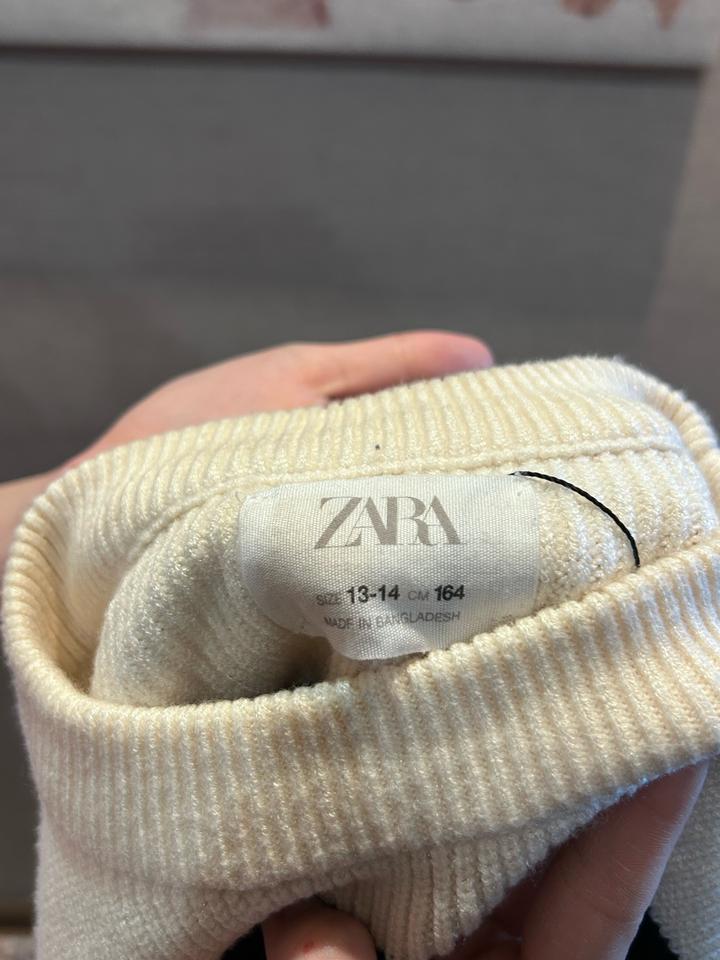 ZARA
SIZE 13-14 CM 164
MADE IN BANGLADESH